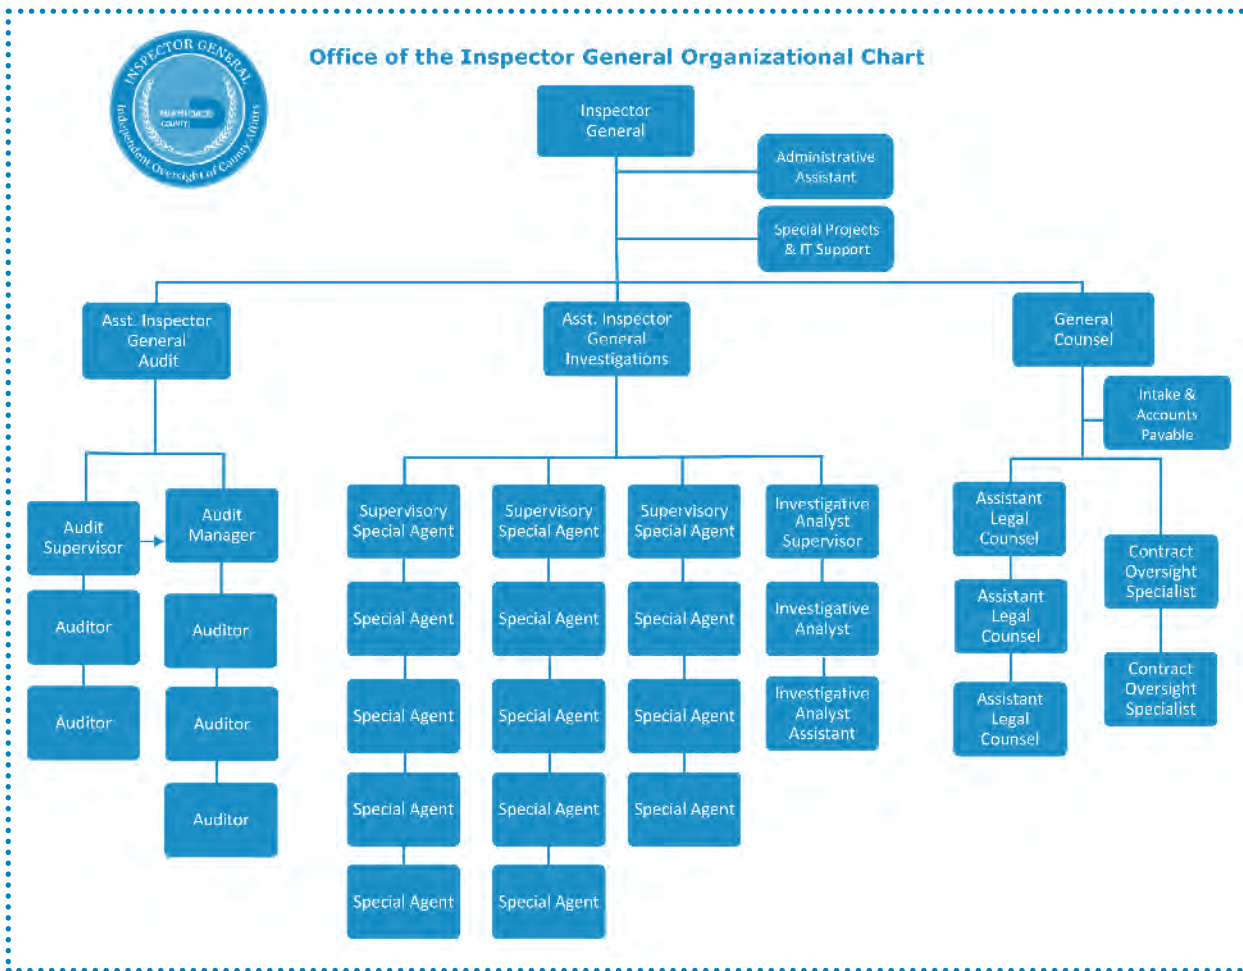 INSPECTOR GENERAL
MIAMI-DADE
COUNTY
Independent Oversight of County Affairs
Office of the Inspector General Organizational Chart
Inspector
General
Administrative
Assistant
Special Projects
& IT Support
Asst. Inspector
General
Audit
Asst. Inspector
General
Investigations
General
Counsel
Intake &
Accounts
Payable
Audit
Supervisor
Audit
Manager
Auditor
Auditor
Auditor
Auditor
Auditor
Supervisory
Special Agent
Special Agent
Special Agent
Special Agent
Special Agent
Supervisory
Special Agent
Special Agent
Special Agent
Special Agent
Special Agent
Supervisory
Special Agent
Special Agent
Special Agent
Special Agent
Investigative
Analyst
Supervisor
Investigative
Analyst
Investigative
Analyst
Assistant
Assistant
Legal
Counsel
Assistant
Legal
Counsel
Assistant
Legal
Counsel
Contract
Oversight
Specialist
Contract
Oversight
Specialist